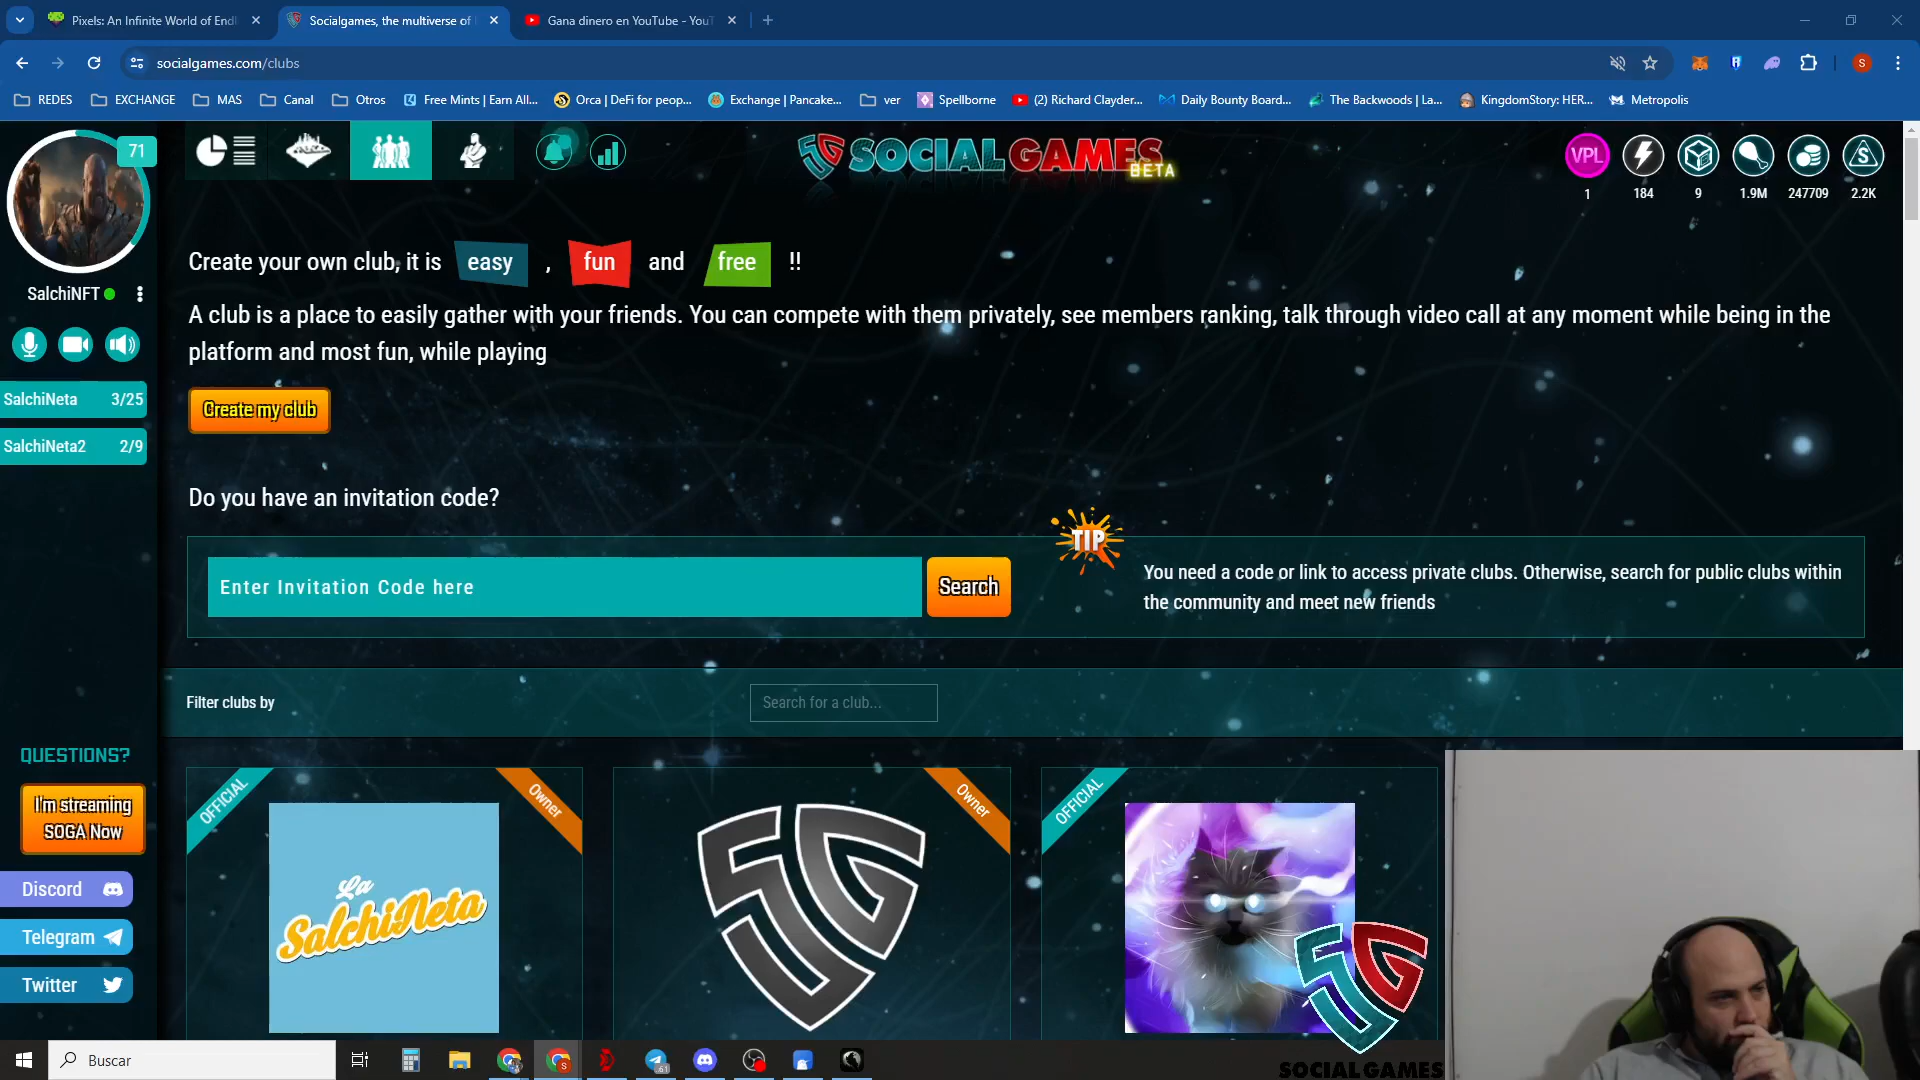 Pixels: An Infinite World of End
Socialgames, the multiverse of
Gana dinero en YouTube - YouT
socialgames.com/clubs
S
REDES
EXCHANGE
MAS
Canal
Otros
Free Mints | Earn All...
Orca | DeFi for peop...
Exchange | Pancake...
ver
Spellborne
(2) Richard Clayder...
Daily Bounty Board...
The Backwoods | La...
KingdomStory: HER...
Metropolis
71
SOCIAL GAMES
BETA
VPL
1
184
9
1.9M
247709
2.2K
SalchiNFT
SalchiNeta 3/25
SalchiNeta2 2/9
Create your own club, it is easy , fun and free !!
A club is a place to easily gather with your friends. You can compete with them privately, see members ranking, talk through video call at any moment while being in the
platform and most fun, while playing
Create my club
Do you have an invitation code?
Enter Invitation Code here
Search
TIP
You need a code or link to access private clubs. Otherwise, search for public clubs within
the community and meet new friends
Filter clubs by
Search for a club...
QUESTIONS?
I'm streaming
SOGA Now
Discord
Telegram
Twitter
OFFICIAL
Owner
La
SalchiNeta
Owner
OFFICIAL
SOCIAL GAMES
Buscar
61